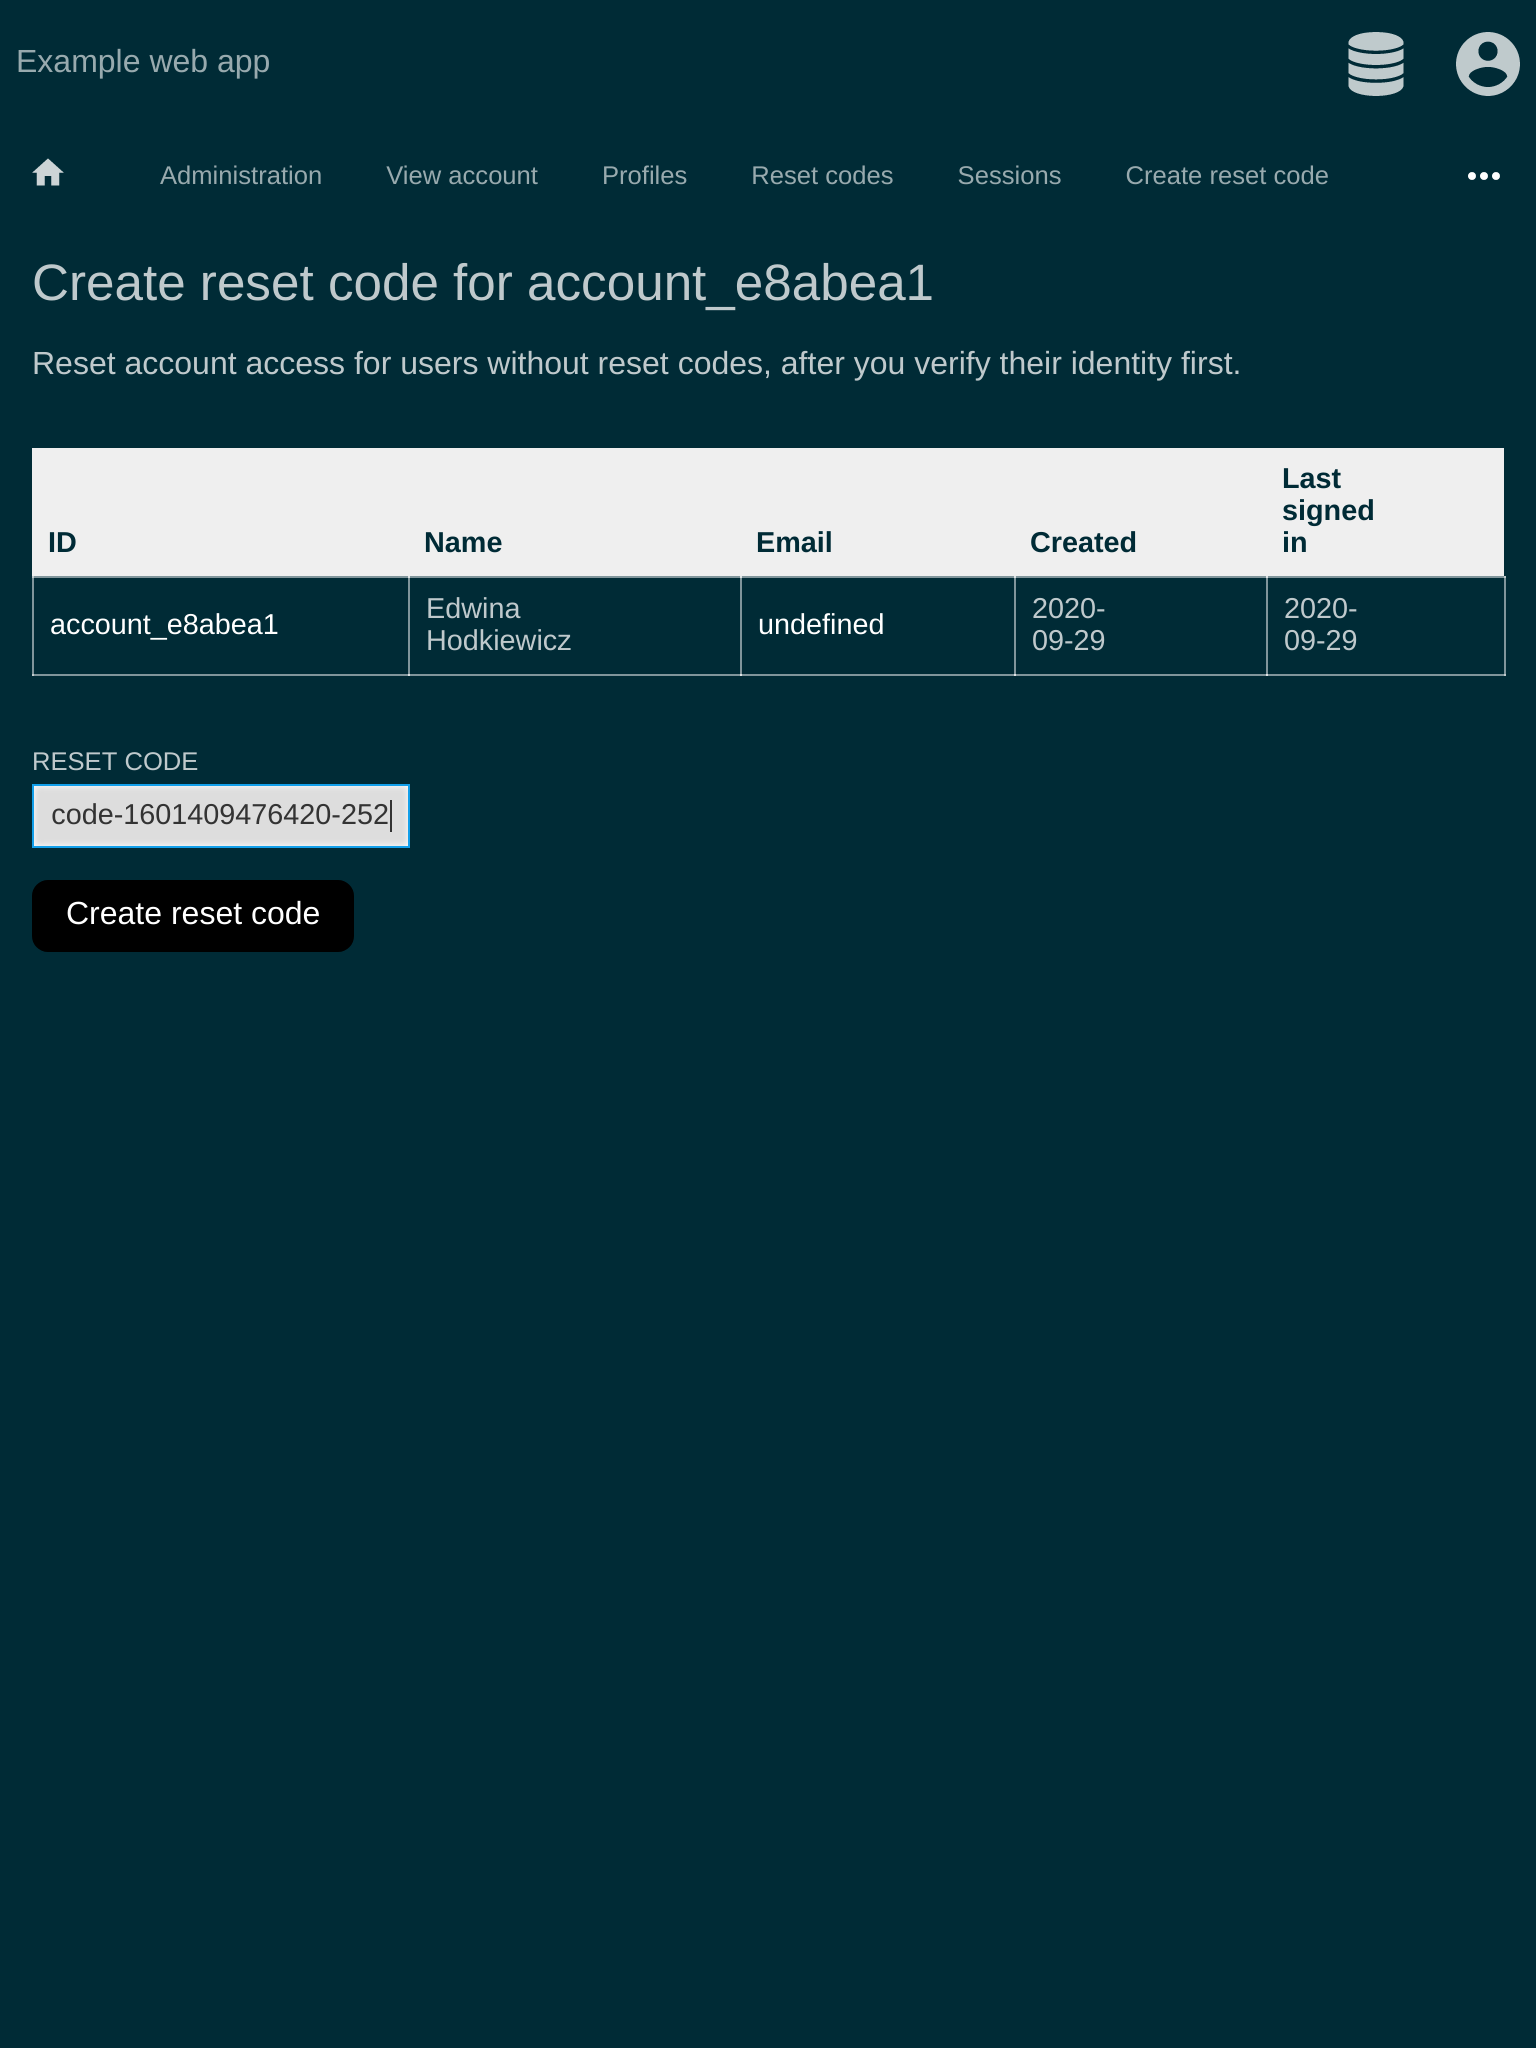 Example web app
Administration View account Profiles Reset codes Sessions Create reset code
Create reset code for account_e8abea1
Reset account access for users without reset codes, after you verify their identity first.
ID Name Email Created Last signed in
account_e8abea1 Edwina Hodkiewicz undefined 2020-09-29 2020-09-29
RESET CODE
code-1601409476420-252
Create reset code